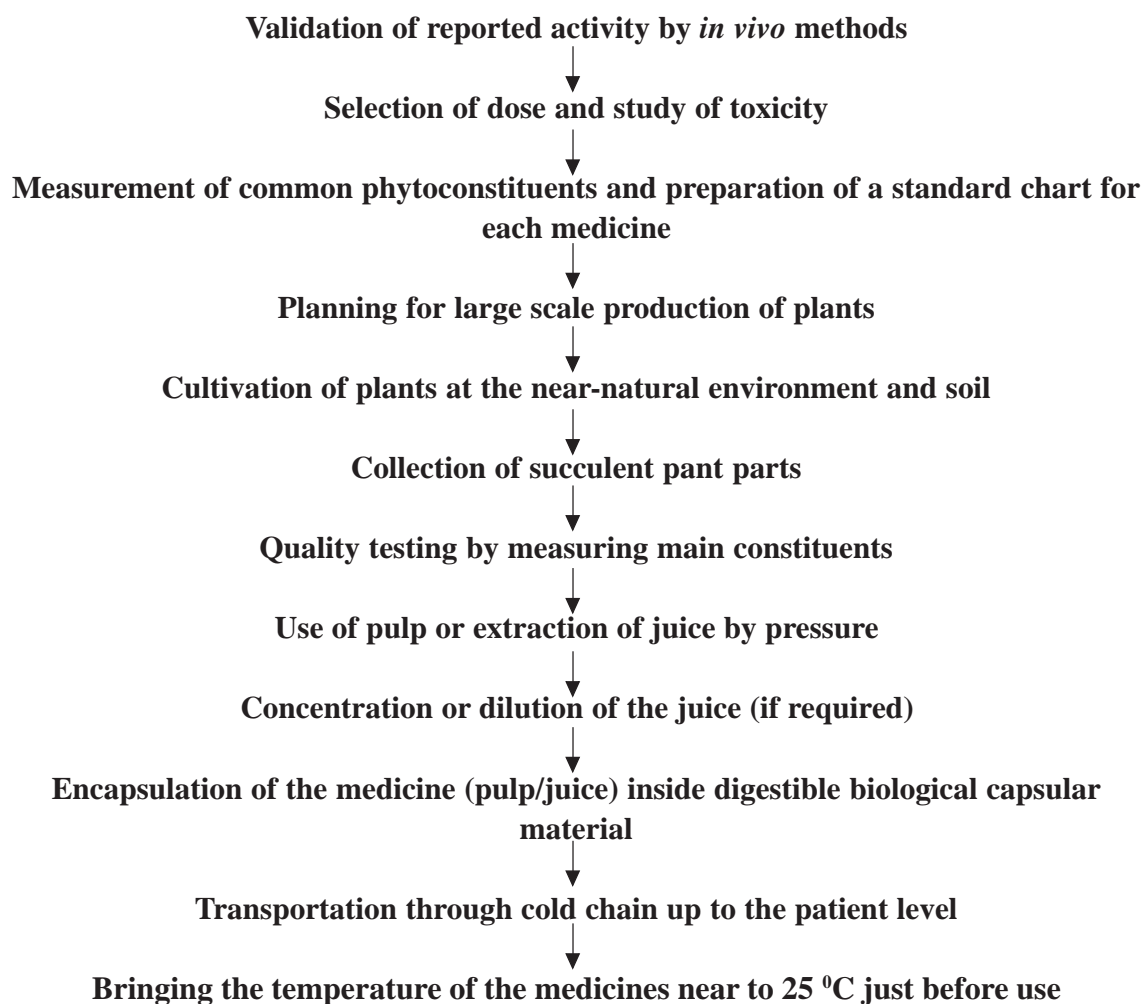 Validation of reported activity by in vivo methods
Selection of dose and study of toxicity
Measurement of common phytoconstituents and preparation of a standard chart for
each medicine
Planning for large scale production of plants
Cultivation of plants at the near-natural environment and soil
Collection of succulent pant parts
Quality testing by measuring main constituents
Use of pulp or extraction of juice by pressure
Concentration or dilution of the juice (if required)
Encapsulation of the medicine (pulp/juice) inside digestible biological capsular
material
Transportation through cold chain up to the patient level
Bringing the temperature of the medicines near to 25 ⁰C just before use